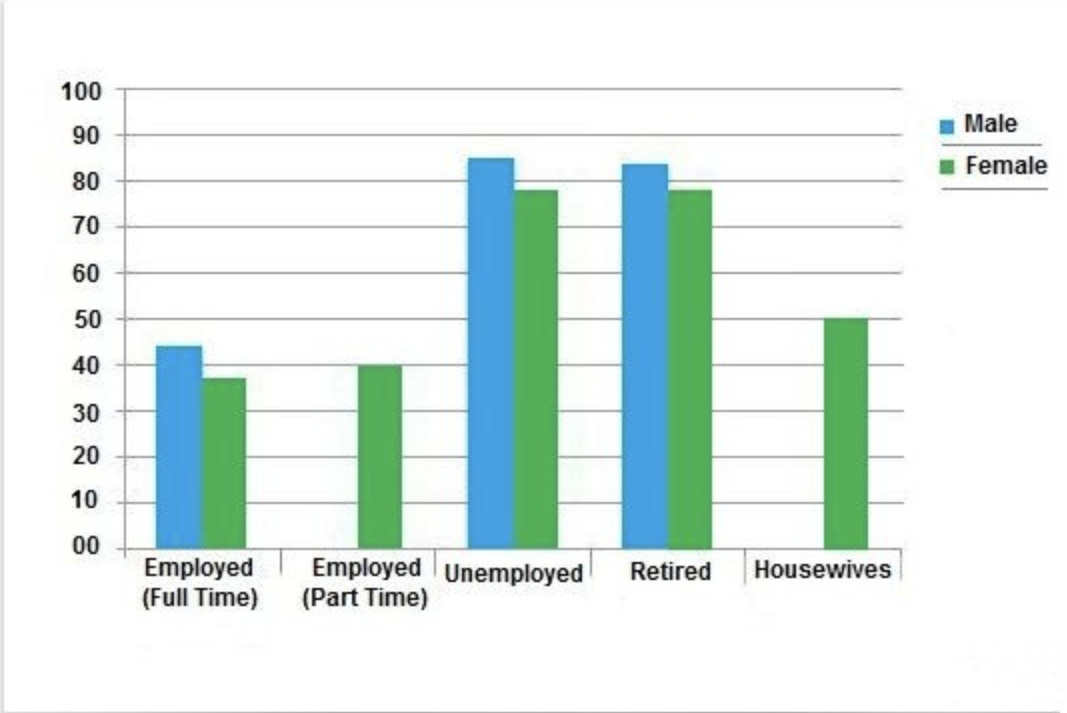 100
90
80
70
60
50
40
30
20
10
00
Employed
(Full Time)
Employed
(Part Time)
Unemployed
Retired
Housewives
Male
Female